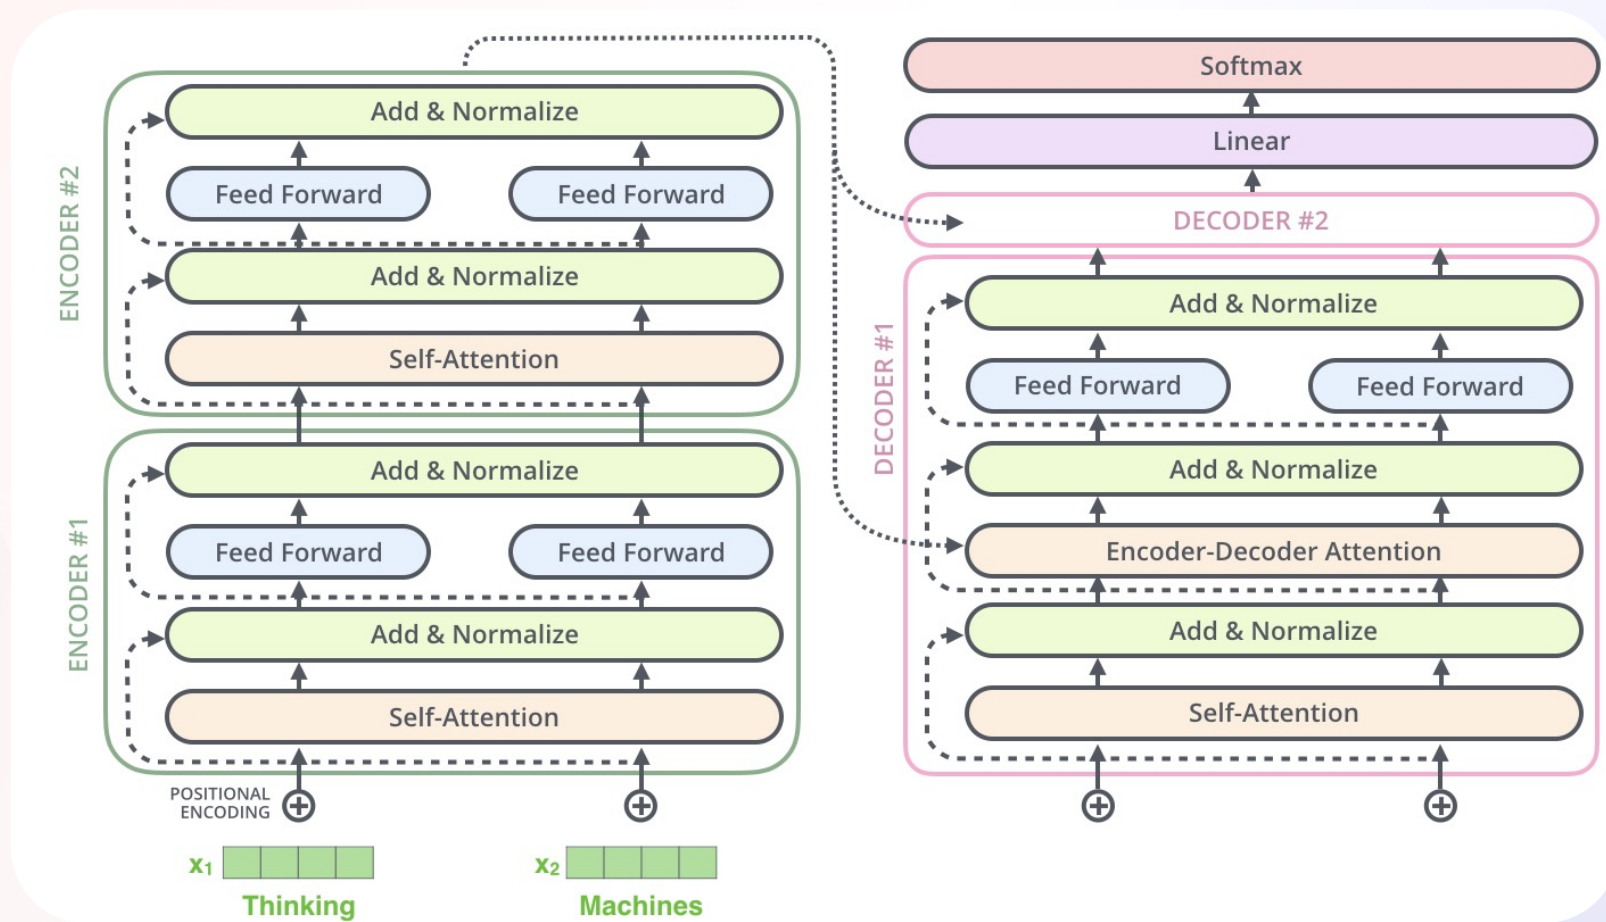 ENCODER #2
Add & Normalize
Feed Forward
Feed Forward
Add & Normalize
Self-Attention
ENCODER #1
Add & Normalize
Feed Forward
Feed Forward
Add & Normalize
Self-Attention
POSITIONAL
ENCODING
x₁
x₂
Thinking
Machines
Softmax
Linear
DECODER #2
DECODER #1
Add & Normalize
Feed Forward
Feed Forward
Add & Normalize
Encoder-Decoder Attention
Add & Normalize
Self-Attention